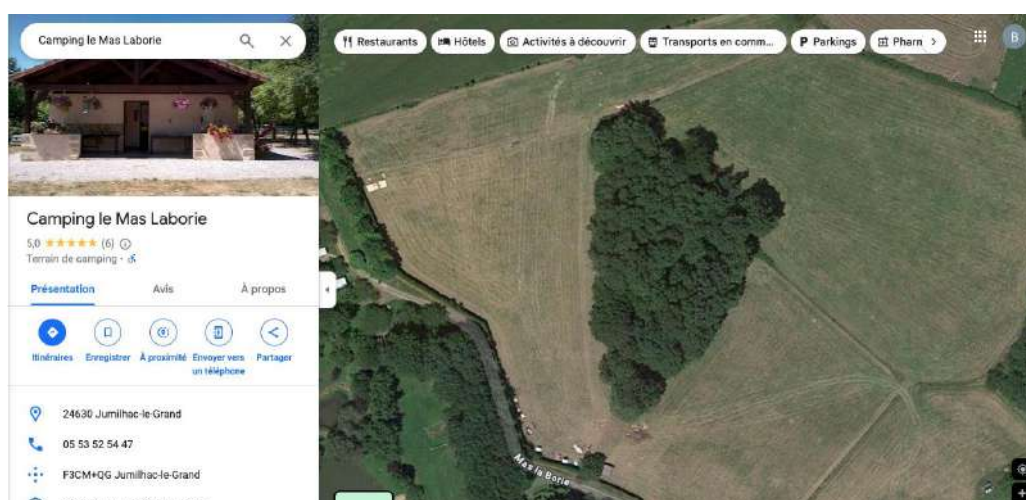 Camping le Mas Laborie
Restaurants
Hôtels
Activités à découvrir
Transports en comm...
P Parkings
Pharn
B
Camping le Mas Laborie
5,0 ★★★★★ (6)
Terrain de camping ·
Présentation
Avis
À propos
Itinéraires
Enregistrer
À proximité
Envoyer vers un téléphone
Partager
24630 Jumilhac-le-Grand
05 53 52 54 47
F3CM+QG Jumilhac-le-Grand
Mas la Borie